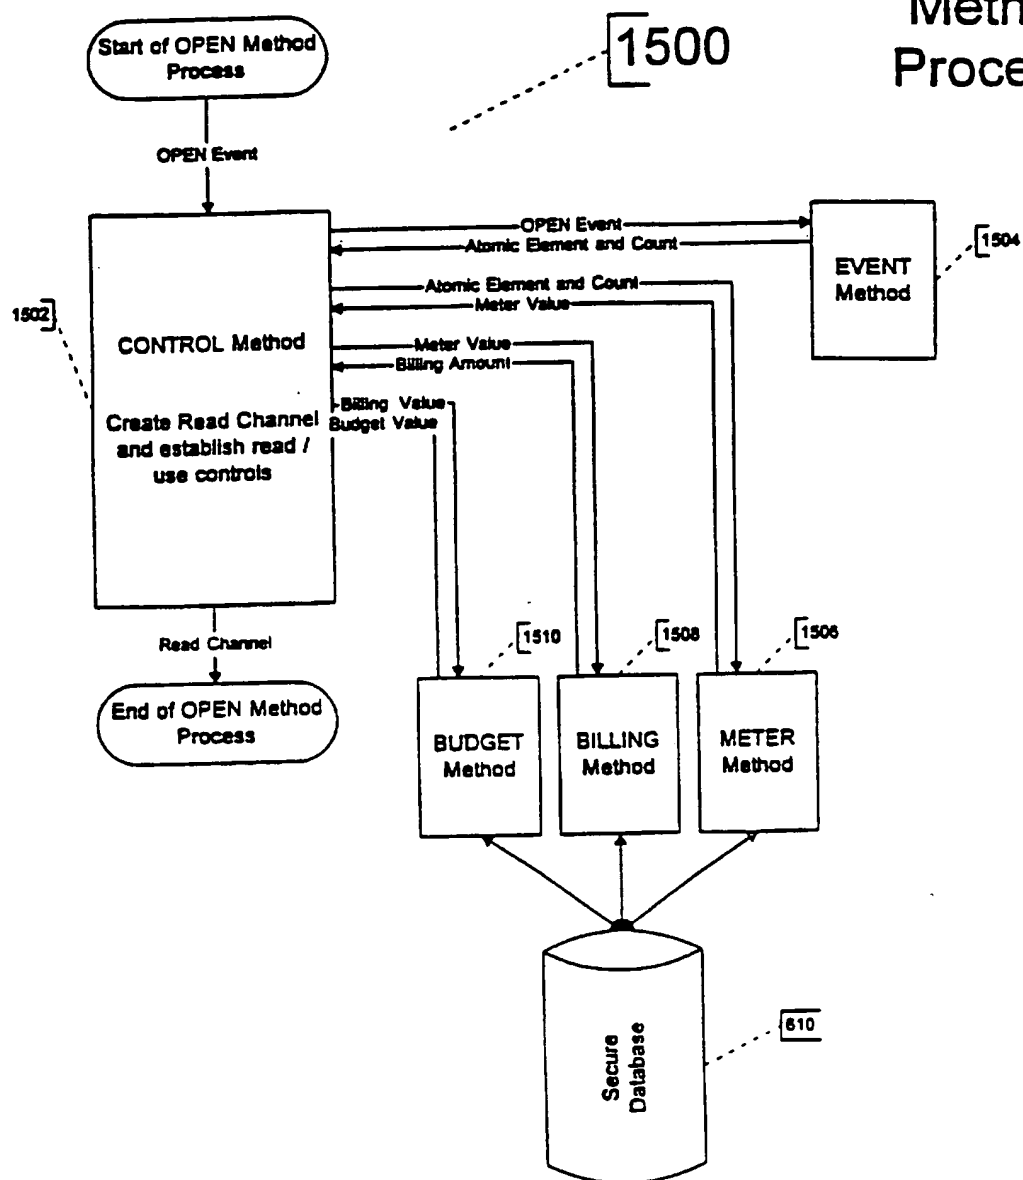 Meth
Proce
Start of OPEN Method
Process
1500
OPEN Event
OPEN Event
Atomic Element and Count
EVENT
Method
1504
Atomic Element and Count
Meter Value
1502
CONTROL Method
Meter Value
Billing Amount
Billing Value
Budget Value
Create Read Channel
and establish read /
use controls
Read Channel
End of OPEN Method
Process
1510
1508
1506
BUDGET
Method
BILLING
Method
METER
Method
610
Secure
Database